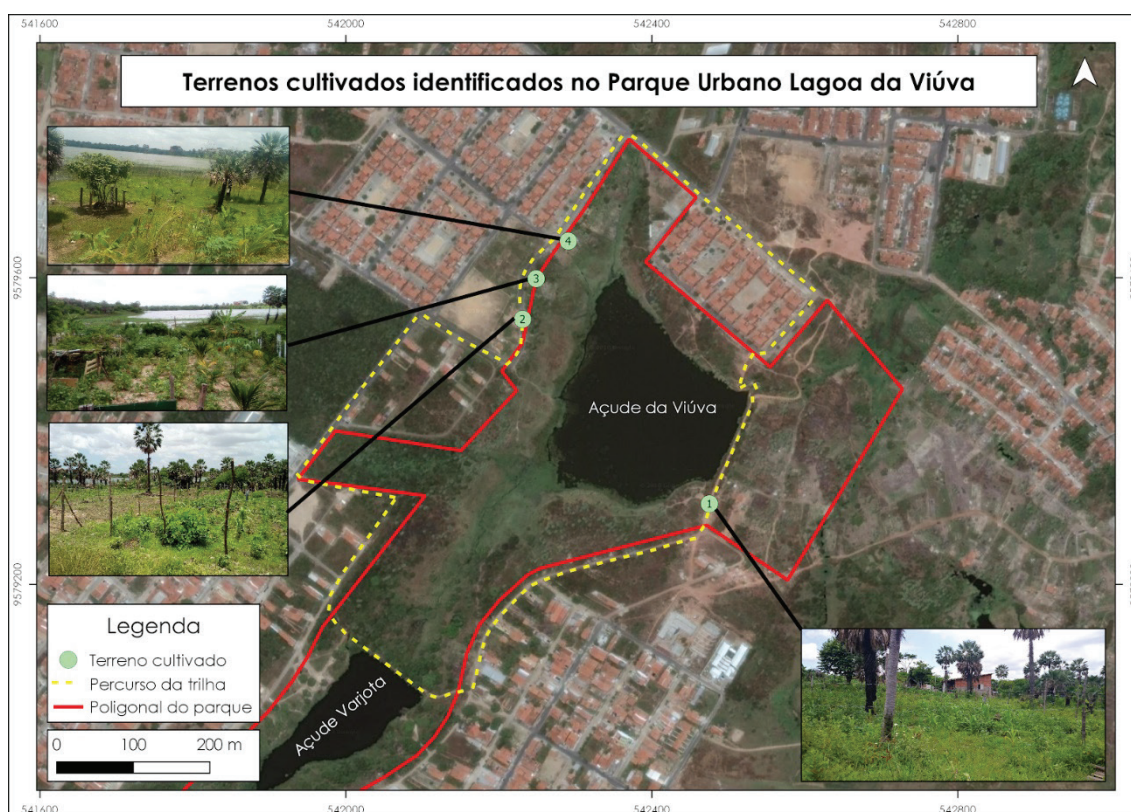 541600 542000 542400 542800
Terrenos cultivados identificados no Parque Urbano Lagoa da Viúva
4
3
2
9579600
Açude da Viúva
1
9579200
Legenda
Terreno cultivado
Percurso da trilha
Poligonal do parque
Açude Varjota
0 100 200 m
541600 542000 542400 542800